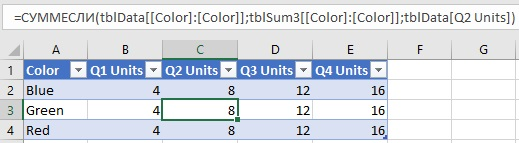 =СУММЕСЛИ(tblData[[Color]:[Color]];tblSum3[[Color]:[Color]];tblData[Q2 Units])
A B C D E F G
1 Color Q1 Units Q2 Units Q3 Units Q4 Units
2 Blue 4 8 12 16
3 Green 4 8 12 16
4 Red 4 8 12 16